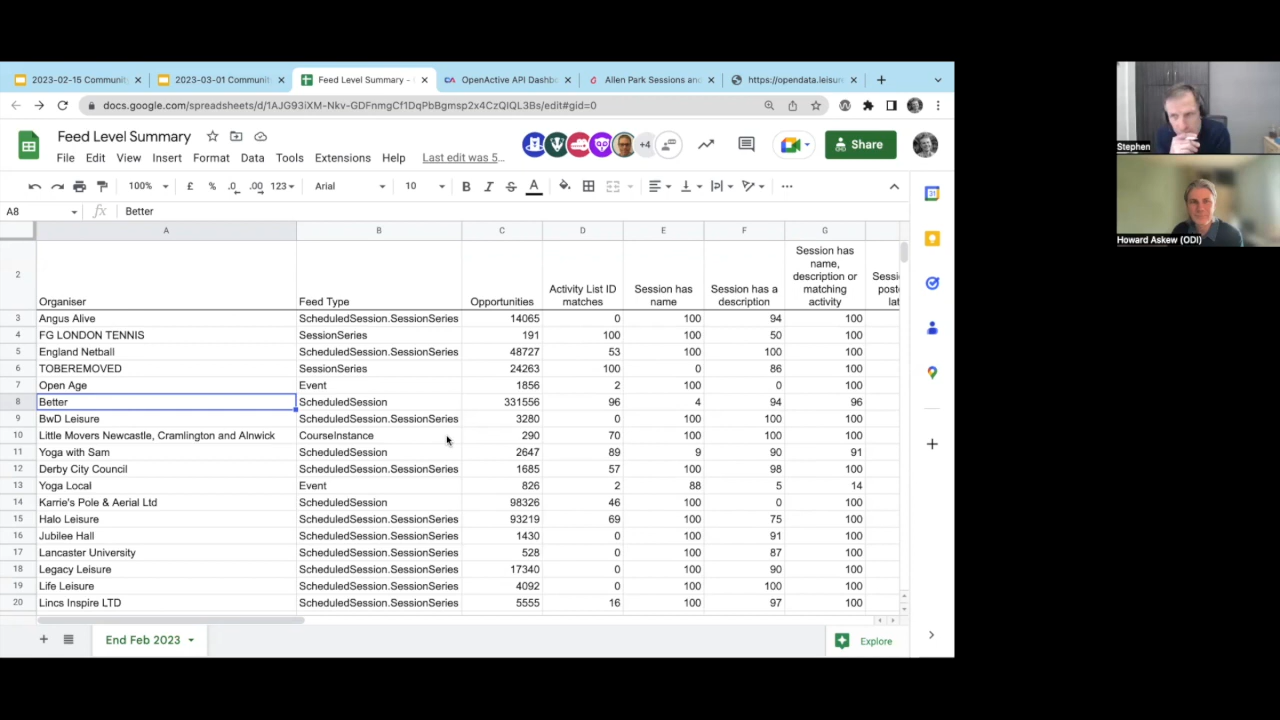 2023-02-15 Communit
2023-03-01 Communit
Feed Level Summary -
OpenActive API Dashb
Allen Park Sessions and
https://opendata.leisure
docs.google.com/spreadsheets/d/1AJG93iXM-Nkv-GDFnmgCf1DqPbBgmsp2x4CzQIQL3Bs/edit#gid=0
Feed Level Summary
File Edit View Insert Format Data Tools Extensions Help Last edit was 5...
+4
Share
100% £ % .0 .00 123 Arial 10 B I S A
A8 fx Better
A B C D E F G
2 Organiser Feed Type Opportunities Activity List ID matches Session has name Session has a description Session has name, description or matching activity Sessi poste lat
3 Angus Alive ScheduledSession.SessionSeries 14065 0 100 94 100
4 FG LONDON TENNIS SessionSeries 191 100 100 50 100
5 England Netball ScheduledSession.SessionSeries 48727 53 100 100 100
6 TOBEREMOVED SessionSeries 24263 100 0 86 100
7 Open Age Event 1856 2 100 0 100
8 Better ScheduledSession 331556 96 4 94 96
9 BwD Leisure ScheduledSession.SessionSeries 3280 0 100 100 100
10 Little Movers Newcastle, Cramlington and Alnwick CourseInstance 290 70 100 100 100
11 Yoga with Sam ScheduledSession 2647 89 9 90 91
12 Derby City Council ScheduledSession.SessionSeries 1685 57 100 98 100
13 Yoga Local Event 826 2 88 5 14
14 Karrie's Pole & Aerial Ltd ScheduledSession 98326 46 100 0 100
15 Halo Leisure ScheduledSession.SessionSeries 93219 69 100 75 100
16 Jubilee Hall ScheduledSession.SessionSeries 1430 0 100 91 100
17 Lancaster University ScheduledSession.SessionSeries 528 0 100 87 100
18 Legacy Leisure ScheduledSession.SessionSeries 17340 0 100 90 100
19 Life Leisure ScheduledSession.SessionSeries 4092 0 100 100 100
20 Lincs Inspire LTD ScheduledSession.SessionSeries 5555 16 100 97 100
End Feb 2023
Explore
Stephen
Howard Askew (ODI)